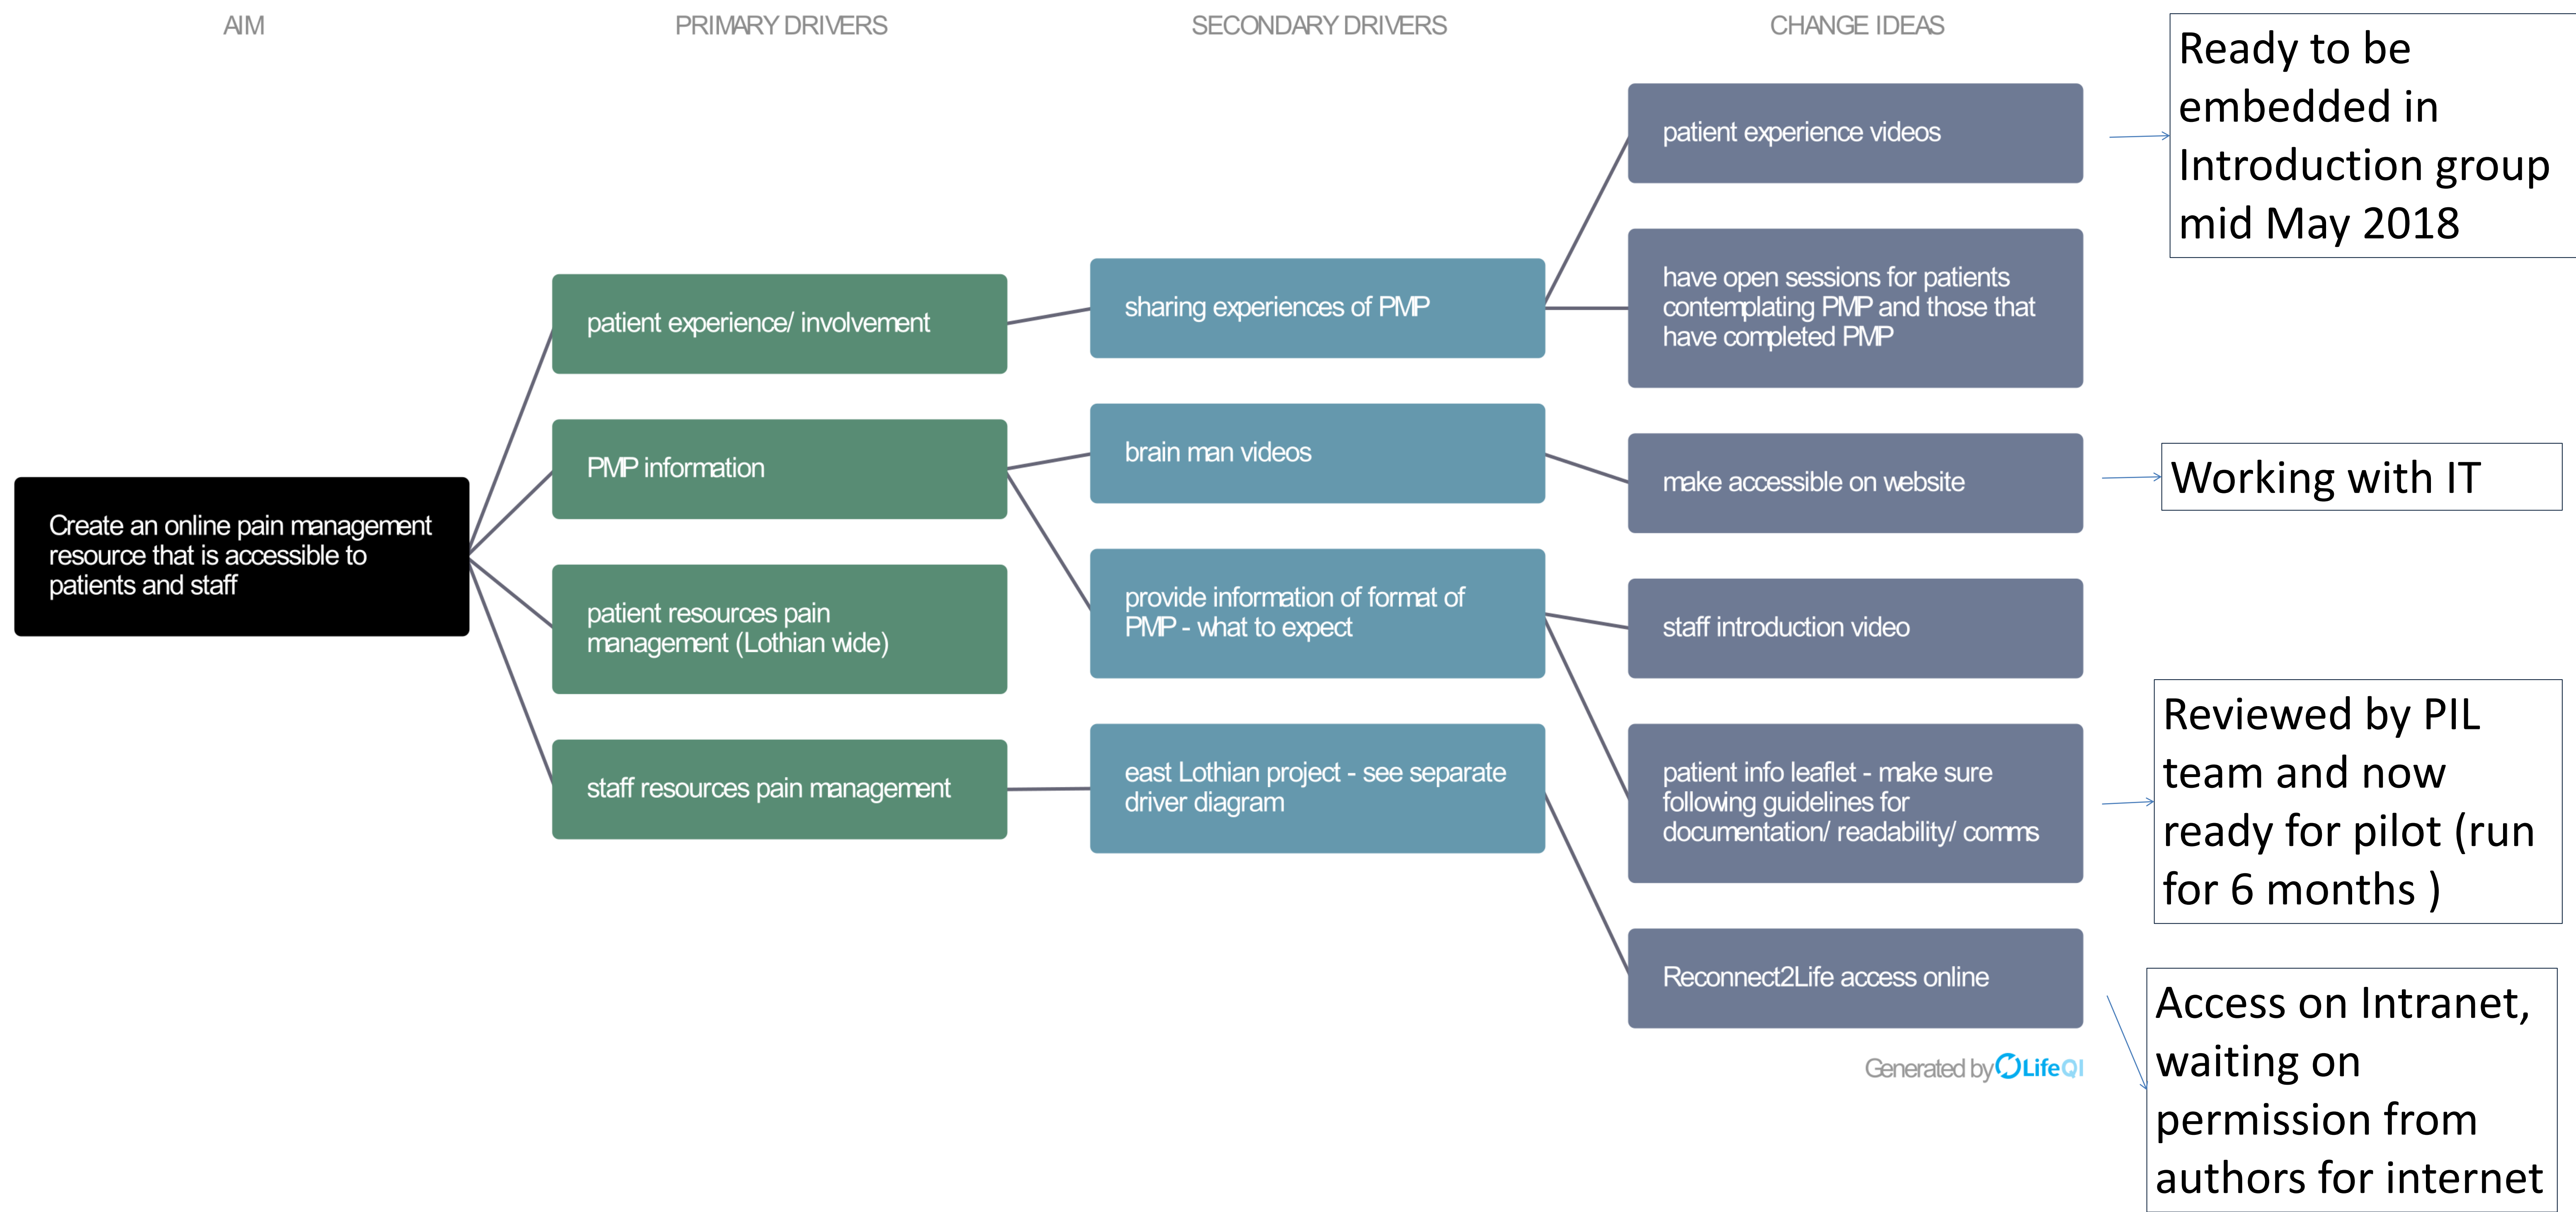 AIM
PRIMARY DRIVERS
SECONDARY DRIVERS
CHANGE IDEAS
Create an online pain management
resource that is accessible to
patients and staff
patient experience/ involvement
PMP information
patient resources pain
management (Lothian wide)
staff resources pain management
sharing experiences of PMP
brain man videos
provide information of format of
PMP - what to expect
east Lothian project - see separate
driver diagram
patient experience videos
have open sessions for patients
contemplating PMP and those that
have completed PMP
make accessible on website
staff introduction video
patient info leaflet - make sure
following guidelines for
documentation/ readability/ comms
Reconnect2Life access online
Ready to be
embedded in
Introduction group
mid May 2018
Working with IT
Reviewed by PIL
team and now
ready for pilot (run
for 6 months )
Access on Intranet,
waiting on
permission from
authors for internet
Generated by LifeQI